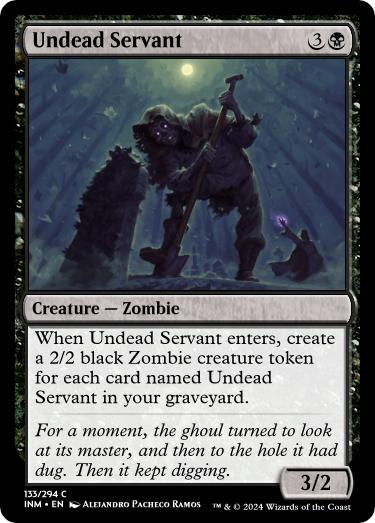 Undead Servant 3
Creature — Zombie
When Undead Servant enters, create
a 2/2 black Zombie creature token
for each card named Undead
Servant in your graveyard.
For a moment, the ghoul turned to look
at its master, and then to the hole it had
dug. Then it kept digging.
3/2
133/294 C
INM • EN Alejandro Pacheco Ramos ™ & © 2024 Wizards of the Coast